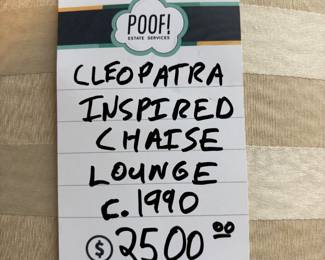 POOF!
ESTATE SERVICES
CLEOPATRA
INSPIRED
CHAISE
LOUNGE
C. 1990
$ 2500 00